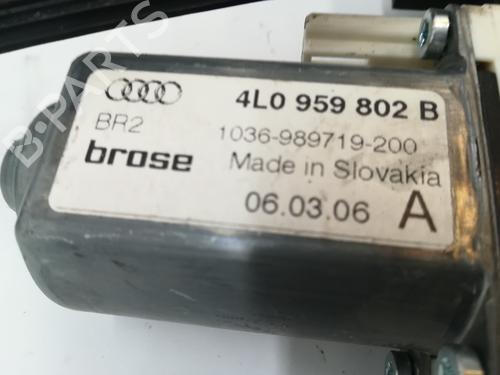 4L0 959 802 B
BR2
1036-989719-200
brose
Made in Slovakia
06.03.06 A
B-PARTS